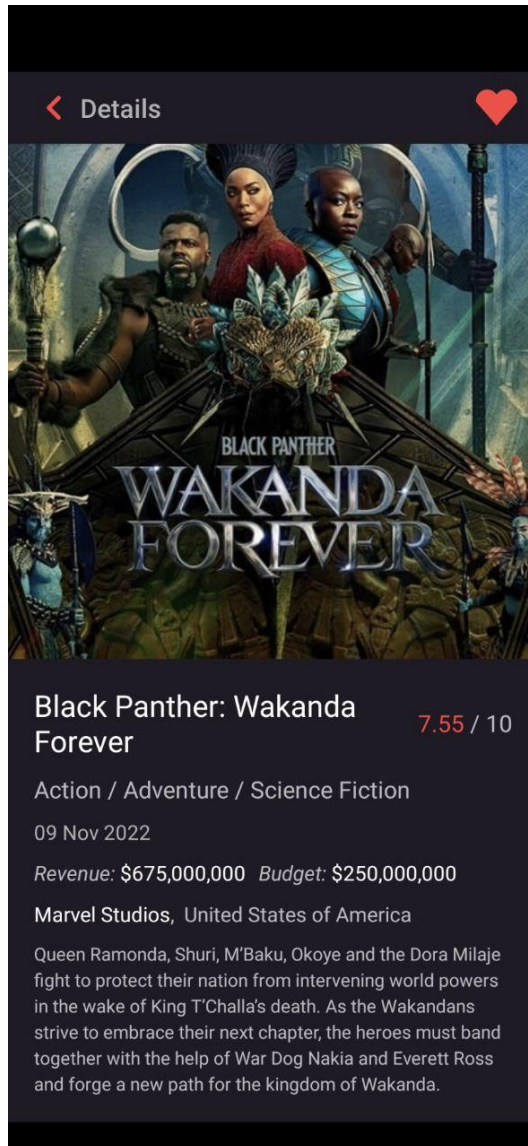 Details
BLACK PANTHER
WAKANDA
FOREVER
Black Panther: Wakanda
Forever
7.55 / 10
Action / Adventure / Science Fiction
09 Nov 2022
Revenue: $675,000,000 Budget: $250,000,000
Marvel Studios, United States of America
Queen Ramonda, Shuri, M’Baku, Okoye and the Dora Milaje
fight to protect their nation from intervening world powers
in the wake of King T’Challa’s death. As the Wakandans
strive to embrace their next chapter, the heroes must band
together with the help of War Dog Nakia and Everett Ross
and forge a new path for the kingdom of Wakanda.